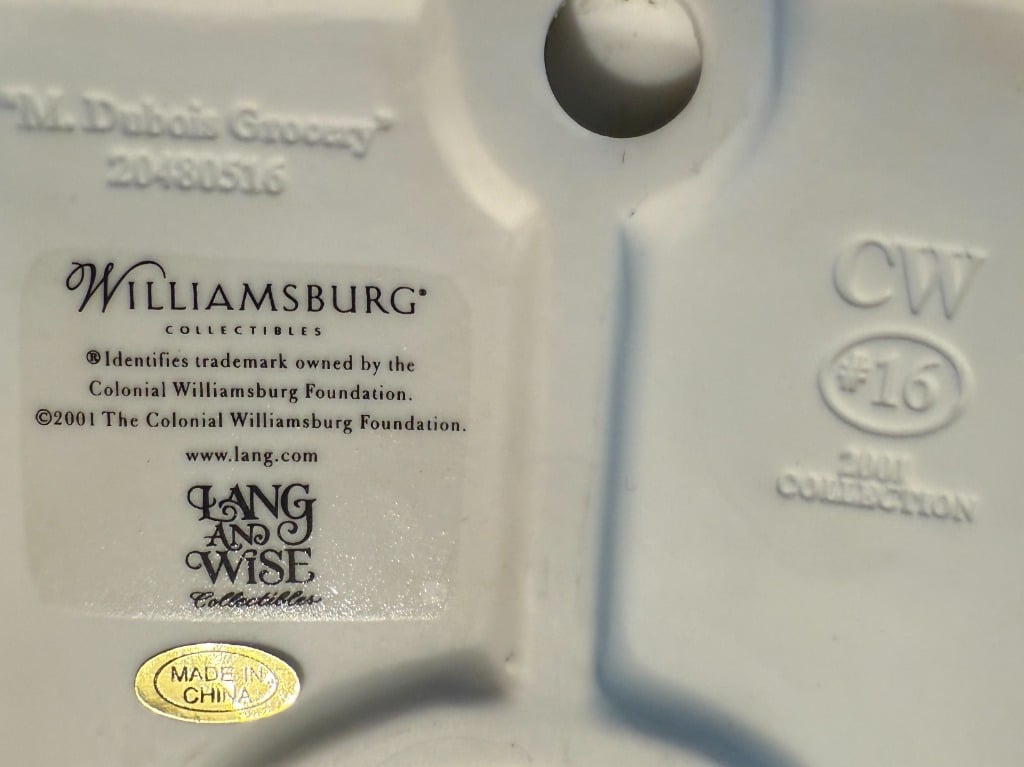 "M. Dubois Grocery"
20480516
WILLIAMSBURG®
COLLECTIBLES
®Identifies trademark owned by the
Colonial Williamsburg Foundation.
©2001 The Colonial Williamsburg Foundation.
www.lang.com
LANG
AND
WiSE
Collectibles
MADE IN
CHINA
CW
#16
2001
COLLECTION